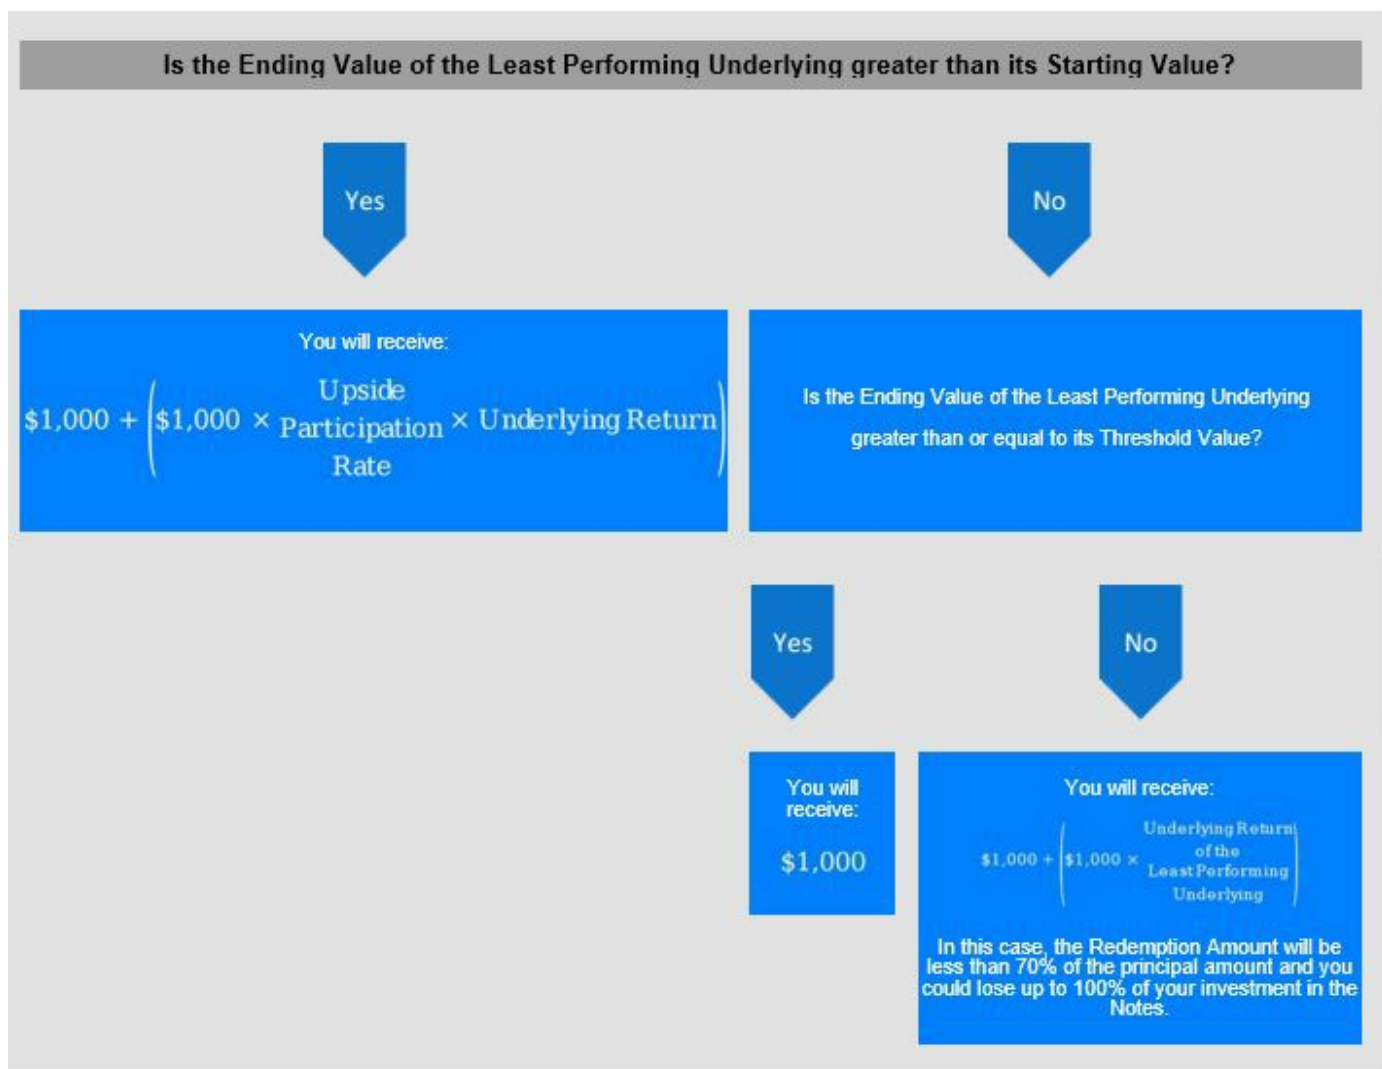 Is the Ending Value of the Least Performing Underlying greater than its Starting Value?
Yes
No
You will receive:
$1,000 + ($1,000 × Upside Participation Rate × Underlying Return)
Is the Ending Value of the Least Performing Underlying
greater than or equal to its Threshold Value?
Yes
No
You will
receive:
$1,000
You will receive:
$1,000 + ($1,000 × Underlying Return of the Least Performing Underlying)
In this case, the Redemption Amount will be
less than 70% of the principal amount and you
could lose up to 100% of your investment in the
Notes.